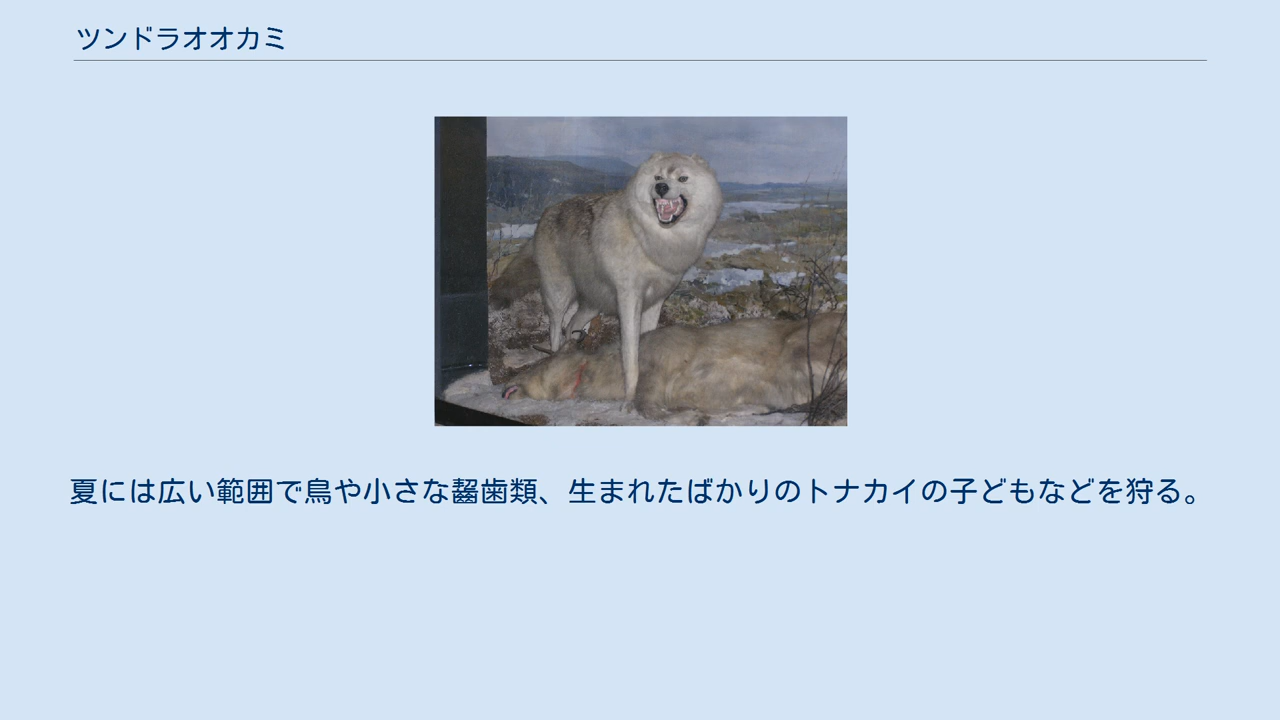 ツンドラオオカミ
夏には広い範囲で鳥や小さな齧歯類、生まれたばかりのトナカイの子どもなどを狩る。